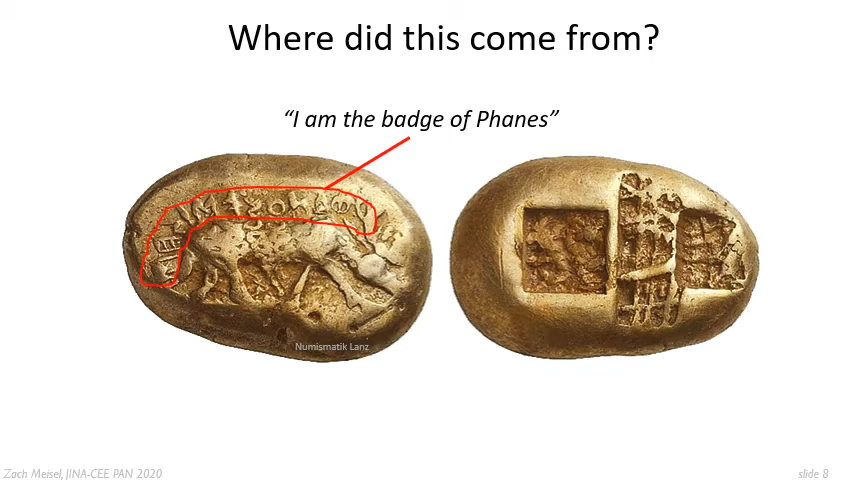 Where did this come from?
“I am the badge of Phanes”
Numismatik Lanz
Zach Meisel, JINA-CEE PAN 2020
slide 8